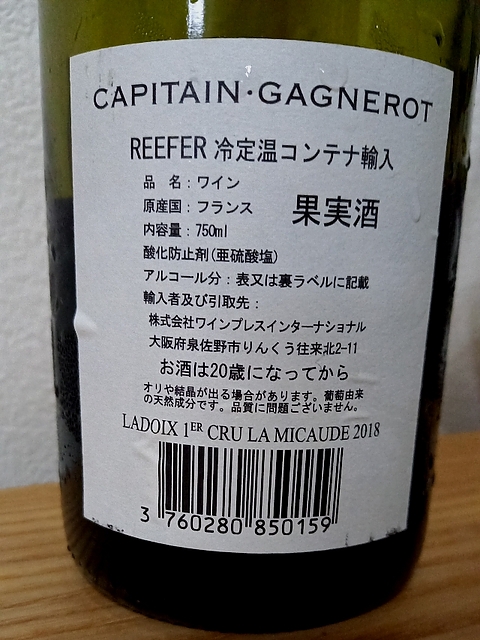 CAPITAIN·GAGNEROT
REEFER 冷定温コンテナ輸入
品 名：ワイン
原産国：フランス 果実酒
内容量：750ml
酸化防止剤(亜硫酸塩)
アルコール分：表又は裏ラベルに記載
輸入者及び引取先：
株式会社ワインプレスインターナショナル
大阪府泉佐野市りんくう往来北2-11
お酒は20歳になってから
オリや結晶が出る場合があります。葡萄由来
の天然成分です。品質に問題ございません。
LADOIX 1ER CRU LA MICAUDE 2018
3 760280 850159